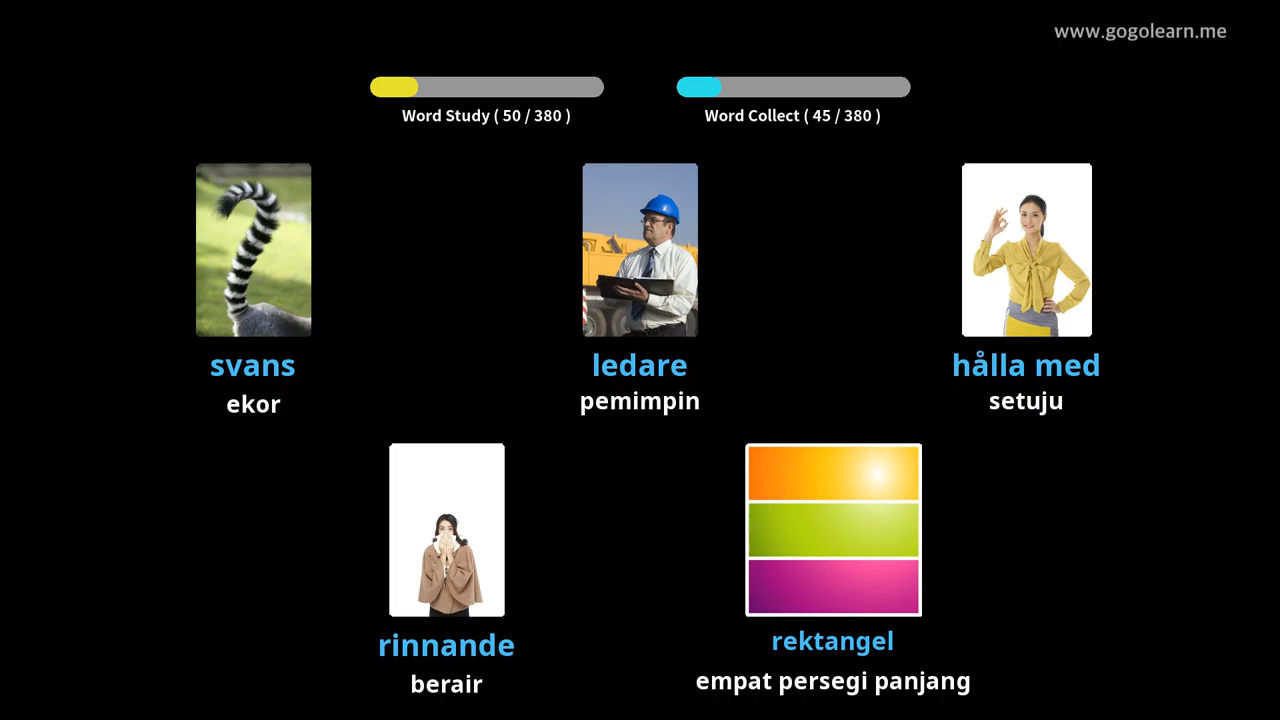 www.gogolearn.me
Word Study ( 50 / 380 )
Word Collect ( 45 / 380 )
svans
ekor
ledare
pemimpin
hålla med
setuju
rinnande
berair
rektangel
empat persegi panjang